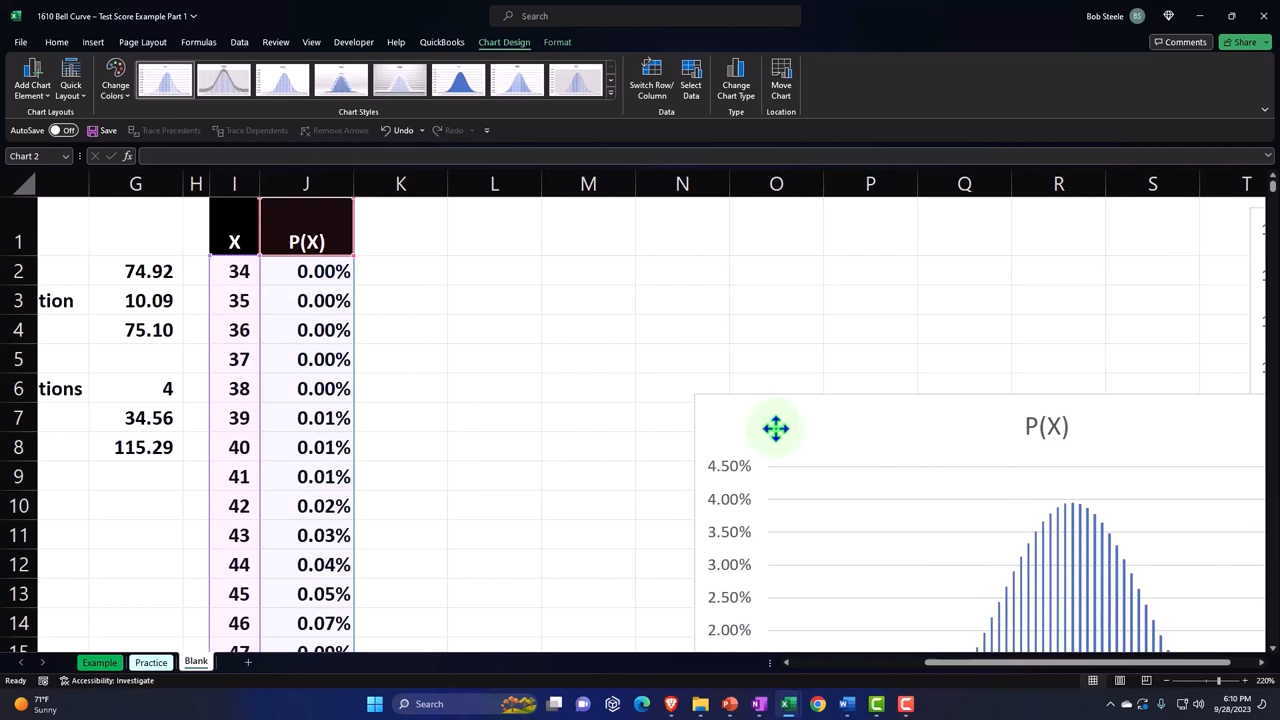 1610 Bell Curve – Test Score Example Part 1
Search
Bob Steele
BS
File Home Insert Page Layout Formulas Data Review View Developer Help QuickBooks Chart Design Format
Comments
Share
Add Chart Element
Quick Layout
Change Colors
Switch Row/ Column
Select Data
Change Chart Type
Move Chart
Chart Layouts
Chart Styles
Data
Type
Location
AutoSave Off Save Trace Precedents Trace Dependents Remove Arrows Undo Redo
Chart 2
fx
G H I J K L M N O P Q R S T
1 X P(X)
2 74.92 34 0.00%
3 tion 10.09 35 0.00%
4 75.10 36 0.00%
5 37 0.00%
6 tions 4 38 0.00%
7 34.56 39 0.01%
8 115.29 40 0.01%
9 41 0.01%
10 42 0.02%
11 43 0.03%
12 44 0.04%
13 45 0.05%
14 46 0.07%
P(X)
4.50%
4.00%
3.50%
3.00%
2.50%
2.00%
Example Practice Blank
Ready
Accessibility: Investigate
220%
71°F
Sunny
Search
6:10 PM
9/28/2023